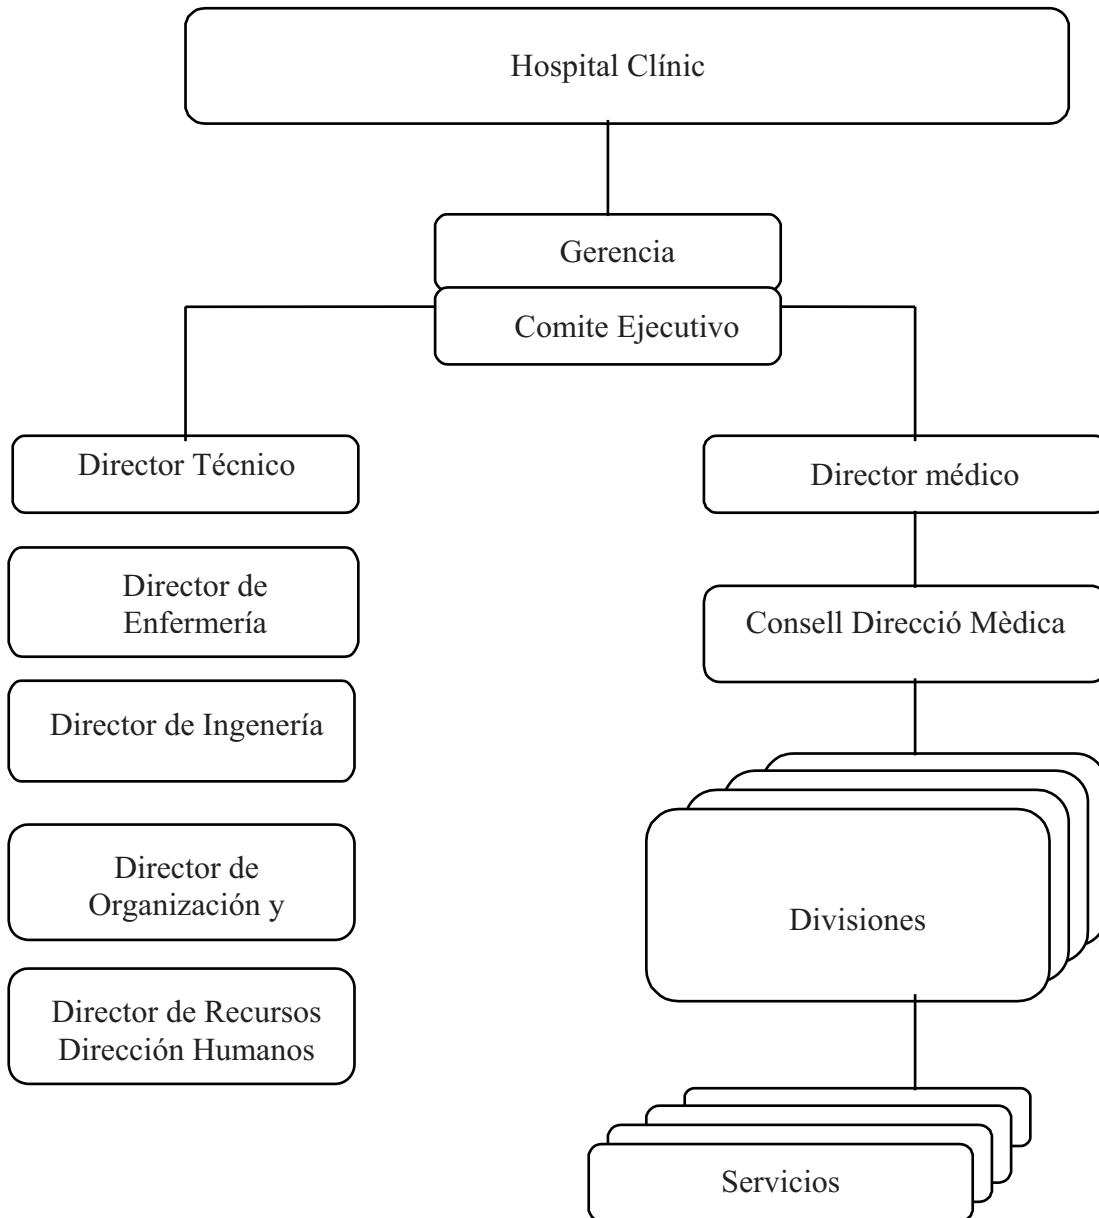 Hospital Clínic
Gerencia
Comite Ejecutivo
Director Técnico
Director médico
Director de
Enfermería
Consell Direcció Mèdica
Director de Ingenería
Director de
Organización y
Divisiones
Director de Recursos
Dirección Humanos
Servicios